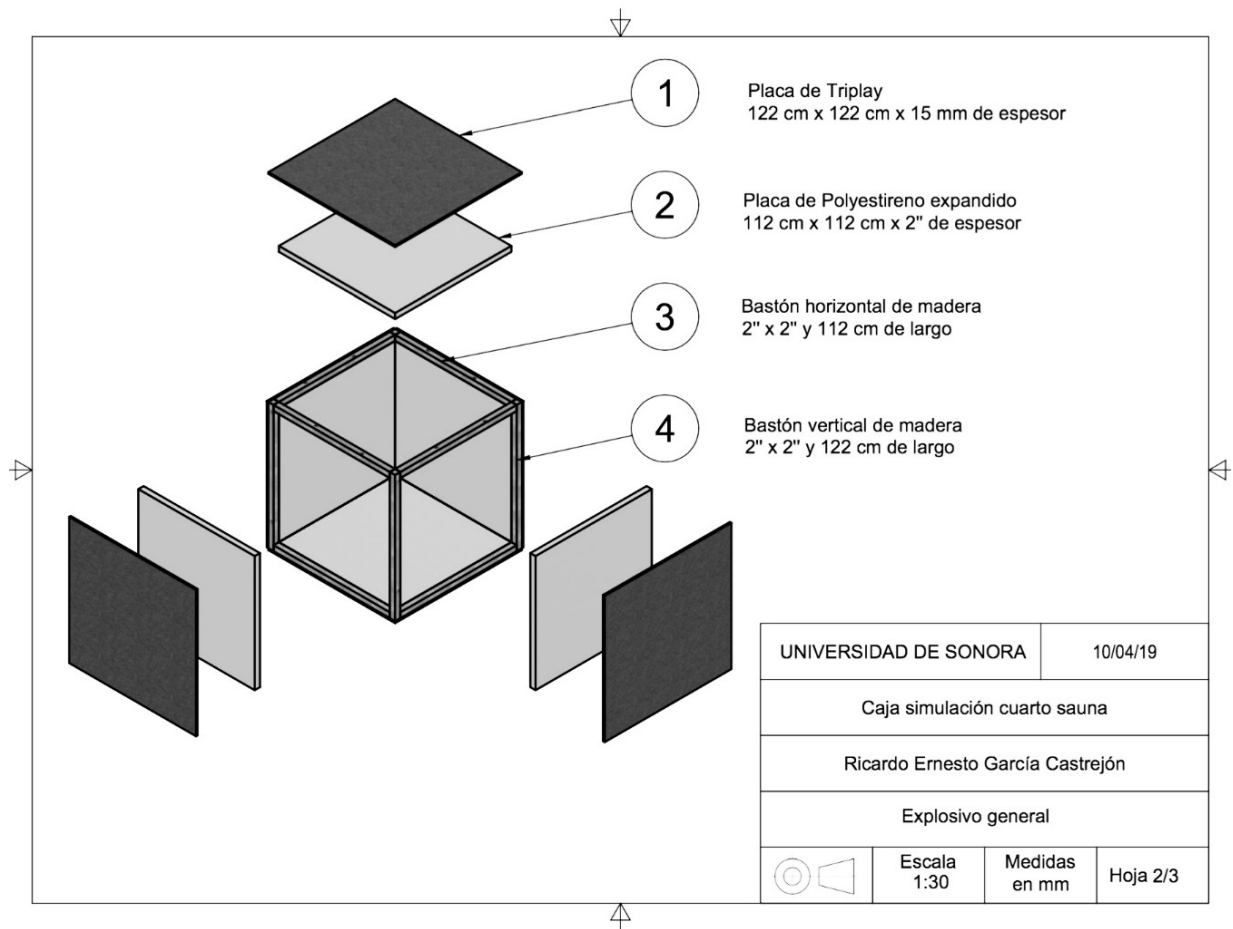 1
Placa de Triplay
122 cm x 122 cm x 15 mm de espesor
2
Placa de Polyestireno expandido
112 cm x 112 cm x 2" de espesor
3
Bastón horizontal de madera
2" x 2" y 112 cm de largo
4
Bastón vertical de madera
2" x 2" y 122 cm de largo
UNIVERSIDAD DE SONORA
10/04/19
Caja simulación cuarto sauna
Ricardo Ernesto García Castrejón
Explosivo general
Escala
1:30
Medidas
en mm
Hoja 2/3